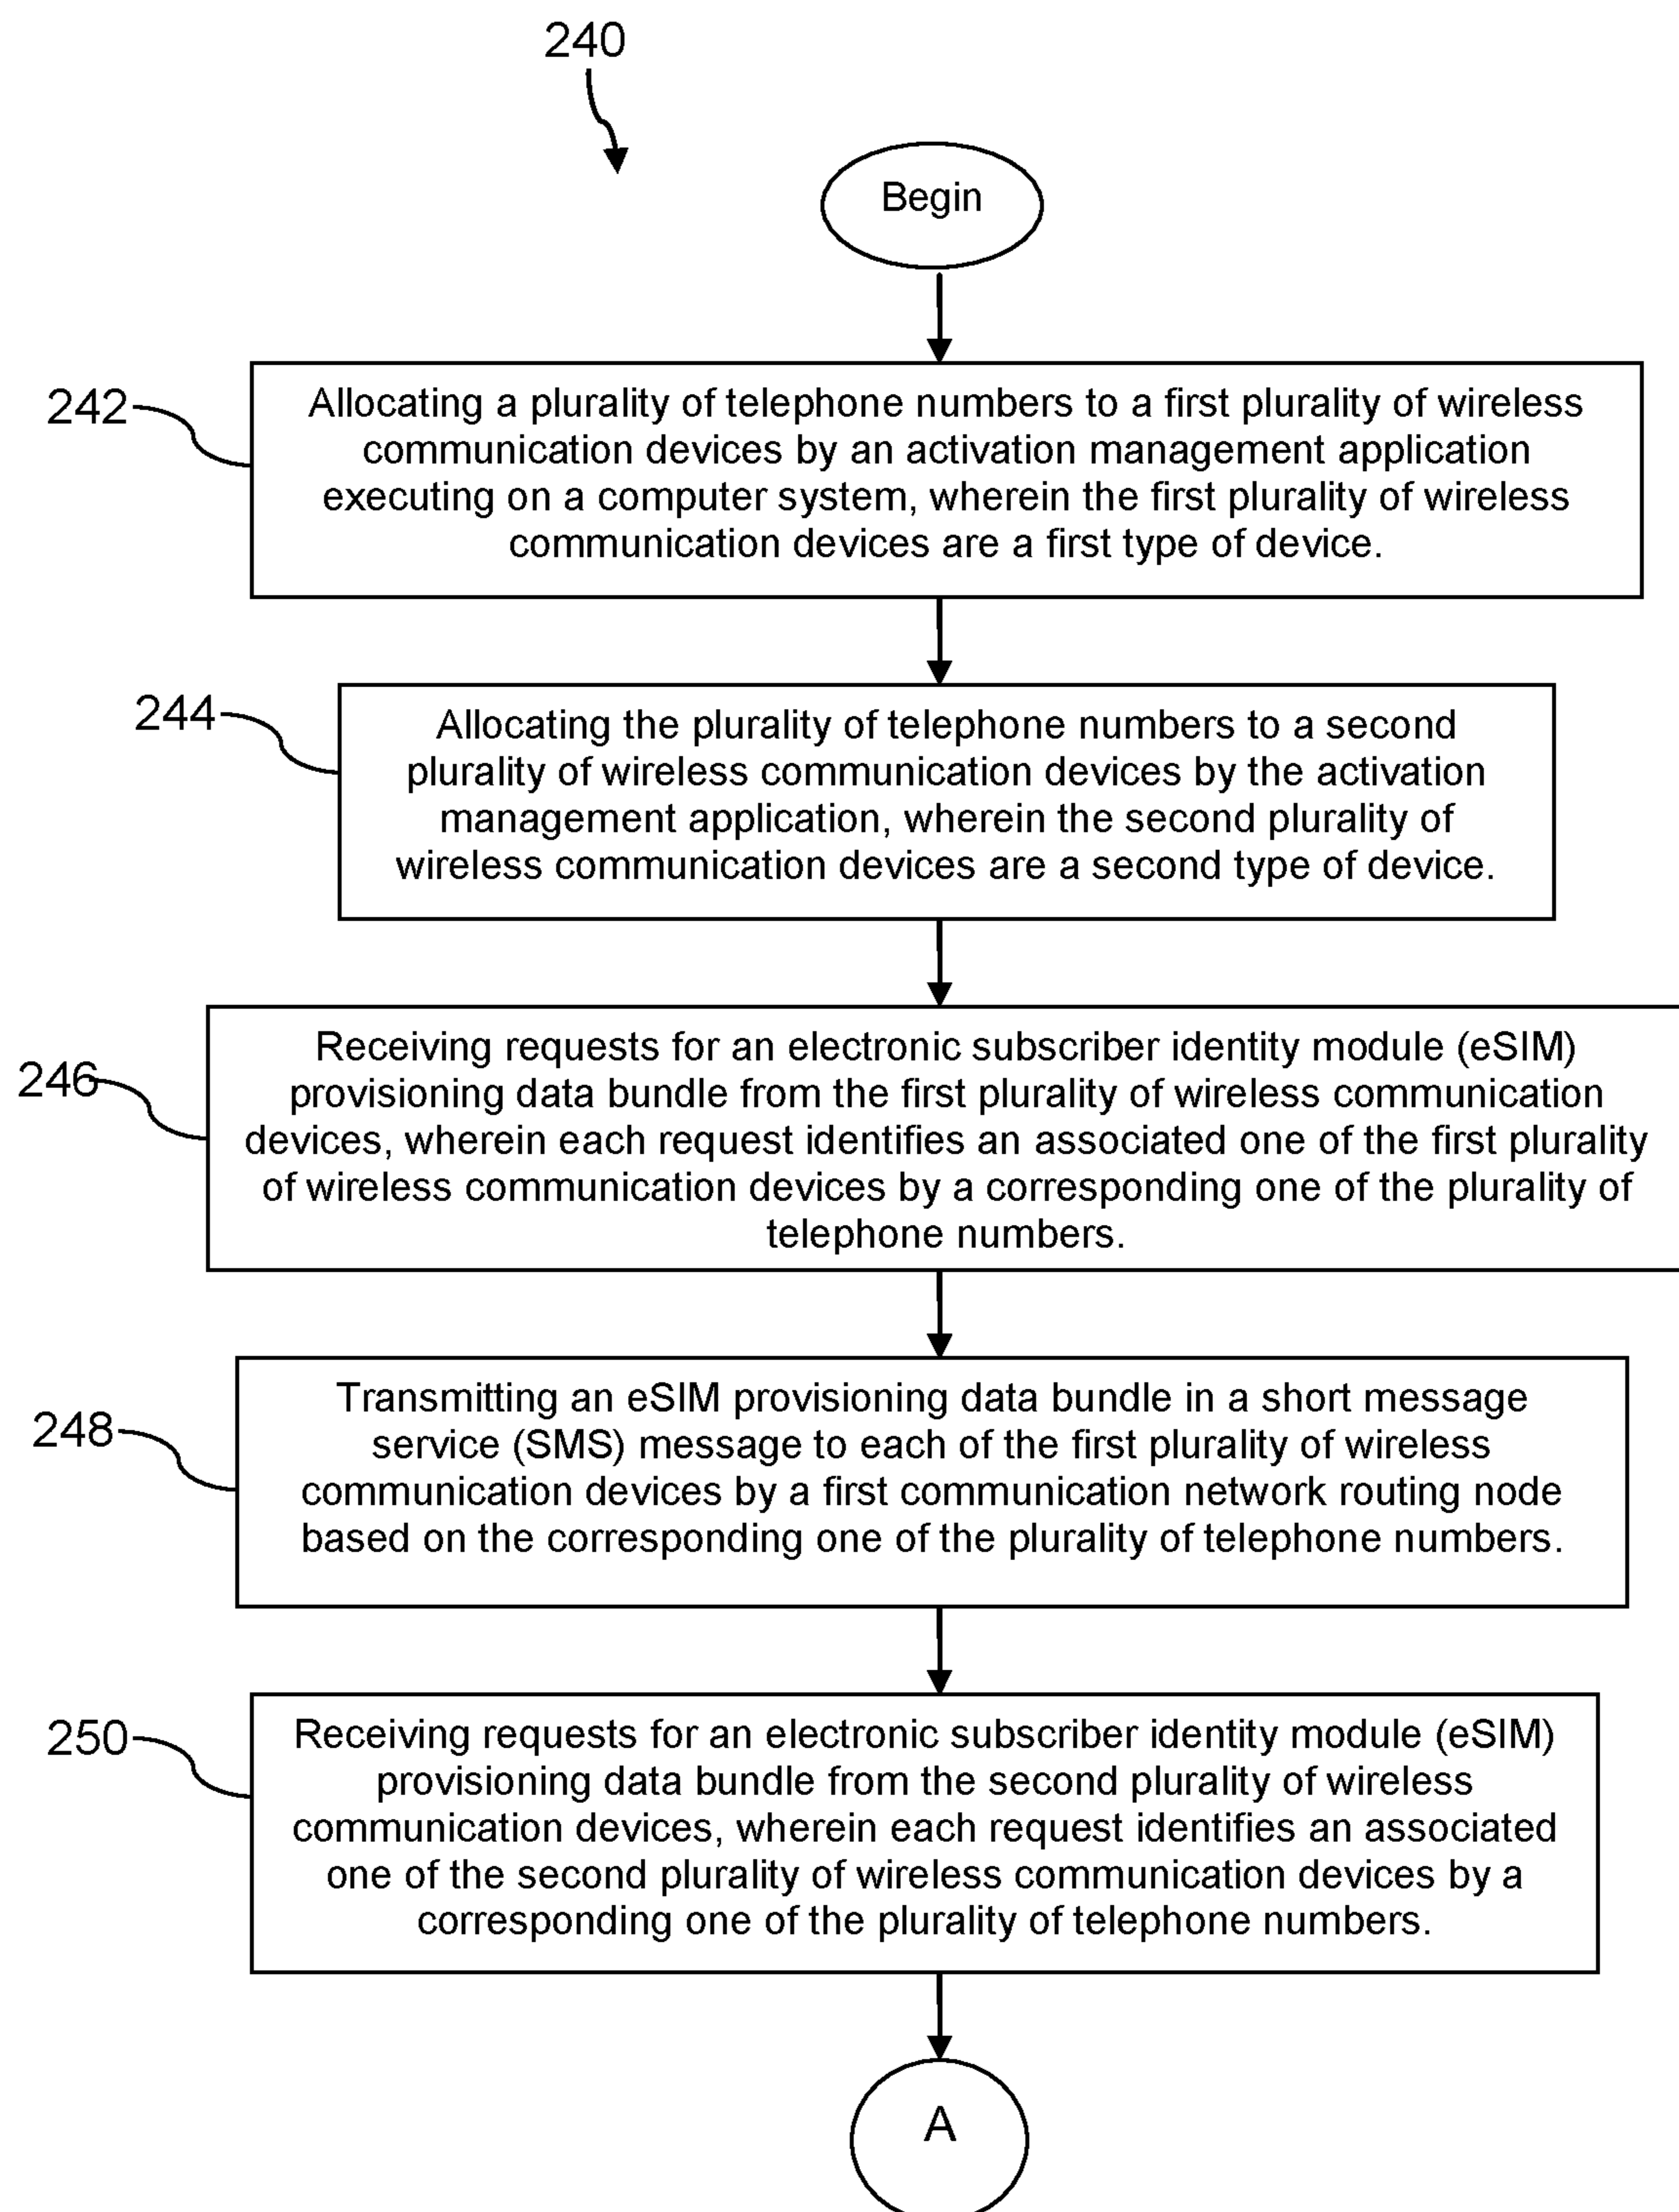 240
Begin
242
Allocating a plurality of telephone numbers to a first plurality of wireless
communication devices by an activation management application
executing on a computer system, wherein the first plurality of wireless
communication devices are a first type of device.
244
Allocating the plurality of telephone numbers to a second
plurality of wireless communication devices by the activation
management application, wherein the second plurality of
wireless communication devices are a second type of device.
246
Receiving requests for an electronic subscriber identity module (eSIM)
provisioning data bundle from the first plurality of wireless communication
devices, wherein each request identifies an associated one of the first plurality
of wireless communication devices by a corresponding one of the plurality of
telephone numbers.
248
Transmitting an eSIM provisioning data bundle in a short message
service (SMS) message to each of the first plurality of wireless
communication devices by a first communication network routing node
based on the corresponding one of the plurality of telephone numbers.
250
Receiving requests for an electronic subscriber identity module (eSIM)
provisioning data bundle from the second plurality of wireless
communication devices, wherein each request identifies an associated
one of the second plurality of wireless communication devices by a
corresponding one of the plurality of telephone numbers.
A